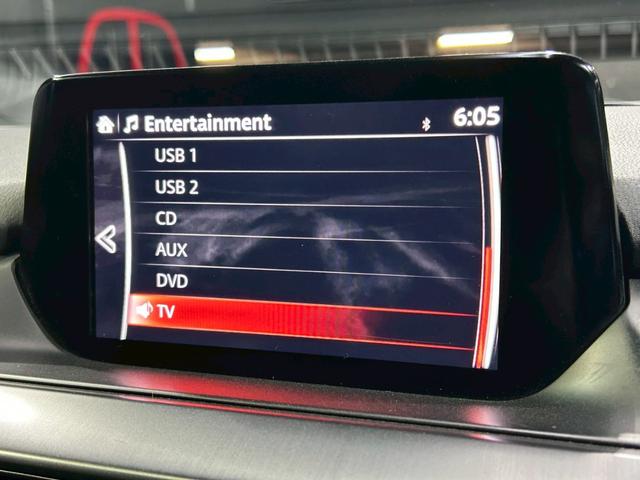 Entertainment 6:05
USB 1
USB 2
CD
AUX
DVD
TV